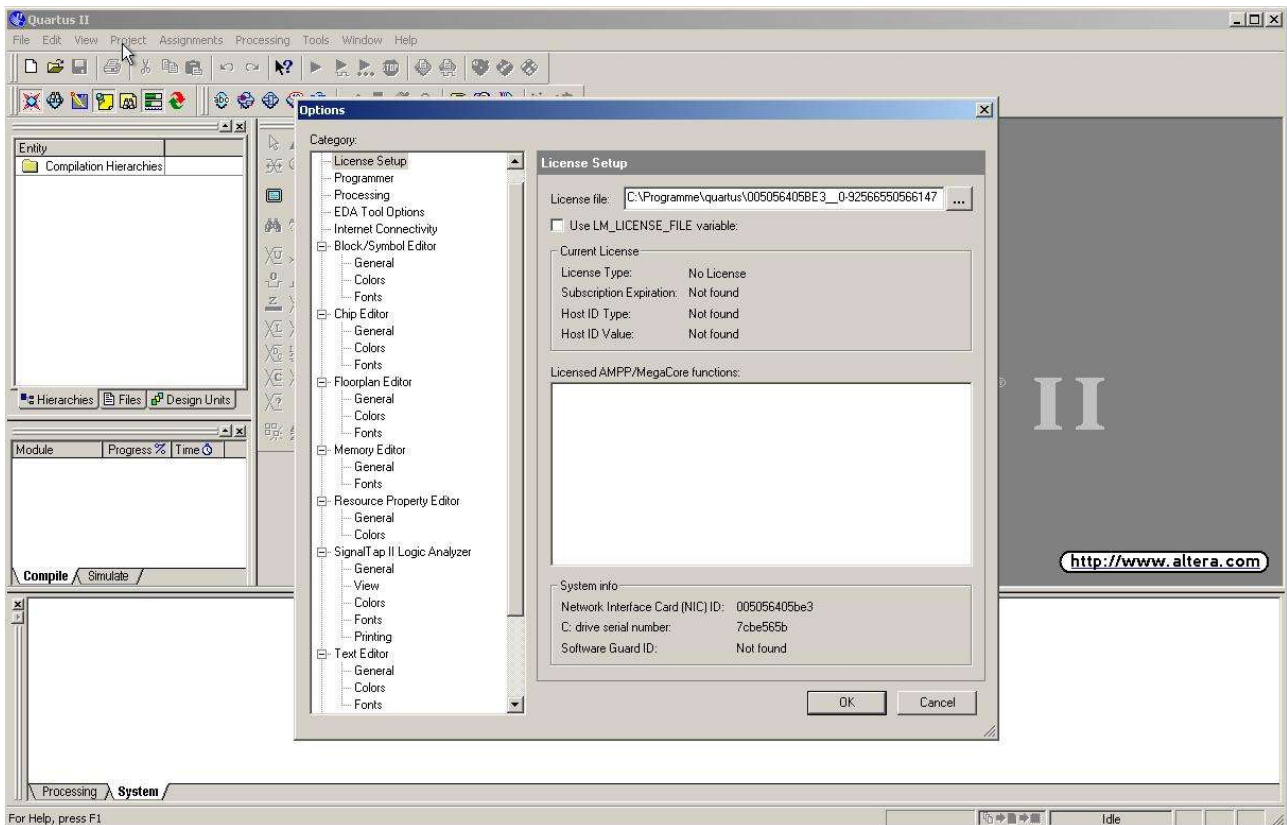 Quartus II
File Edit View Project Assignments Processing Tools Window Help
Options
Entity
Compilation Hierarchies
Hierarchies Files Design Units
Module Progress % Time
Compile Simulate
Category:
License Setup
Programmer
Processing
EDA Tool Options
Internet Connectivity
Block/Symbol Editor
General
Colors
Fonts
Chip Editor
General
Colors
Fonts
Floorplan Editor
General
Colors
Fonts
Memory Editor
General
Fonts
Resource Property Editor
General
Colors
SignalTap II Logic Analyzer
General
View
Colors
Fonts
Printing
Text Editor
General
Colors
Fonts
License Setup
License file: C:\Programme\quartus\005056405BE3__0-92566550566147 ...
Use LM_LICENSE_FILE variable:
Current License
License Type: No License
Subscription Expiration: Not found
Host ID Type: Not found
Host ID Value: Not found
Licensed AMPP/MegaCore functions:
System info
Network Interface Card (NIC) ID: 005056405be3
C: drive serial number: 7cbe565b
Software Guard ID: Not found
OK Cancel
II
http://www.altera.com
Processing System
For Help, press F1
Idle